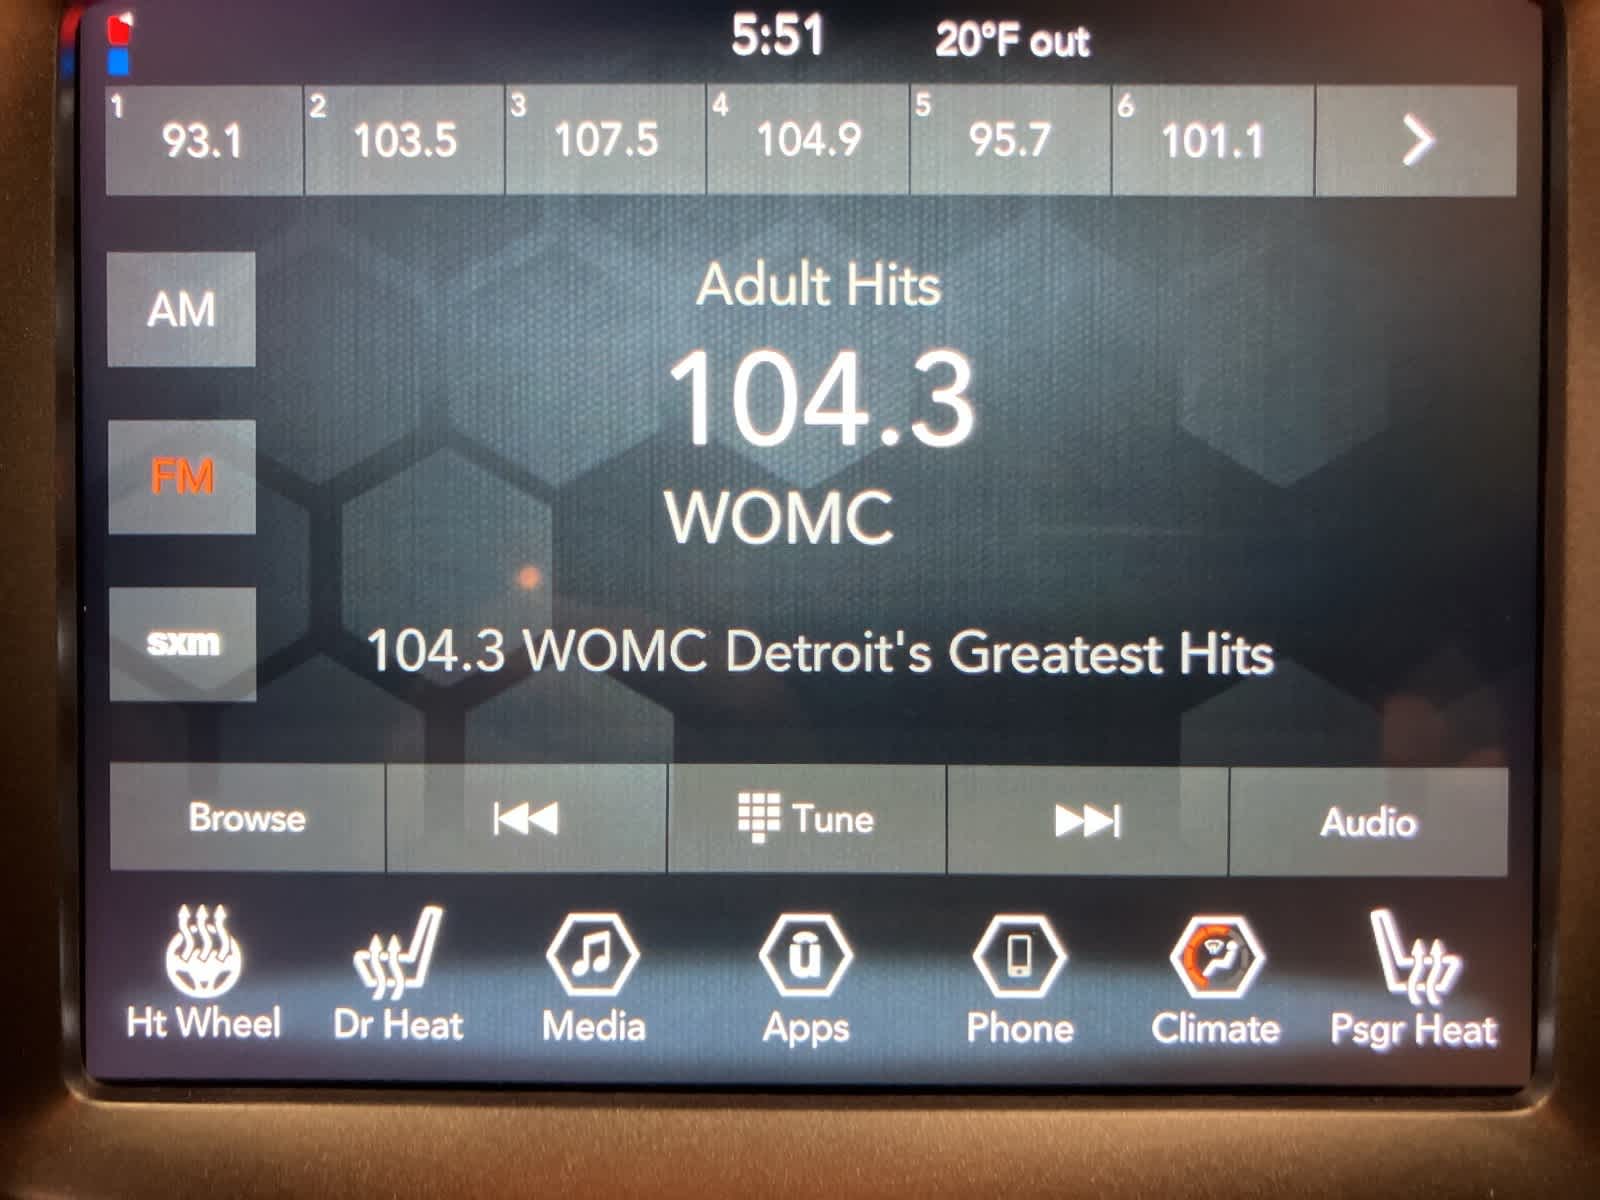 5:51 20°F out
1 93.1 2 103.5 3 107.5 4 104.9 5 95.7 6 101.1
Adult Hits
AM
104.3
FM
WOMC
sxm
104.3 WOMC Detroit's Greatest Hits
Browse Tune Audio
Ht Wheel Dr Heat Media Apps Phone Climate Psgr Heat